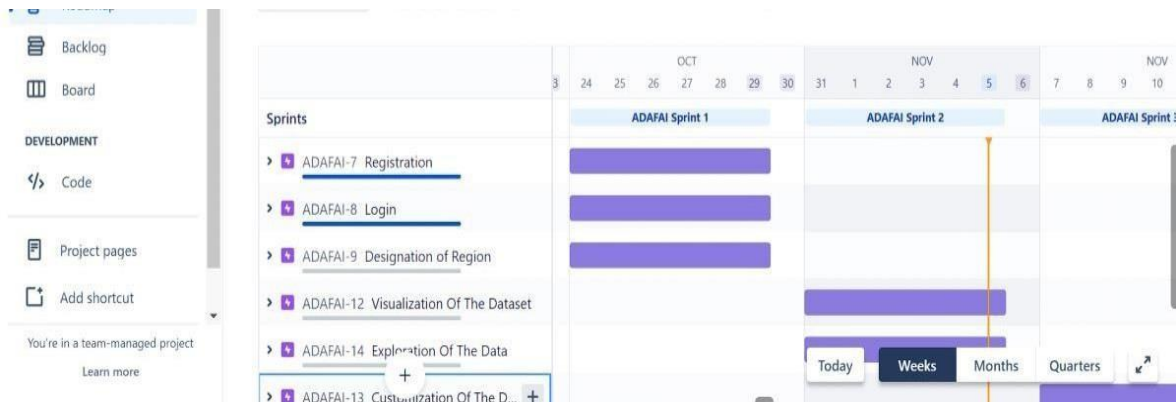 Roadmap
Backlog
Board
DEVELOPMENT
Code
Project pages
Add shortcut
You're in a team-managed project
Learn more
OCT NOV NOV
3 24 25 26 27 28 29 30 31 1 2 3 4 5 6 7 8 9 10
Sprints ADAFAI Sprint 1 ADAFAI Sprint 2 ADAFAI Sprint
ADAFAI-7 Registration
ADAFAI-8 Login
ADAFAI-9 Designation of Region
ADAFAI-12 Visualization Of The Dataset
ADAFAI-14 Exploration Of The Data
Today Weeks Months Quarters
ADAFAI-13 Customization Of The D...